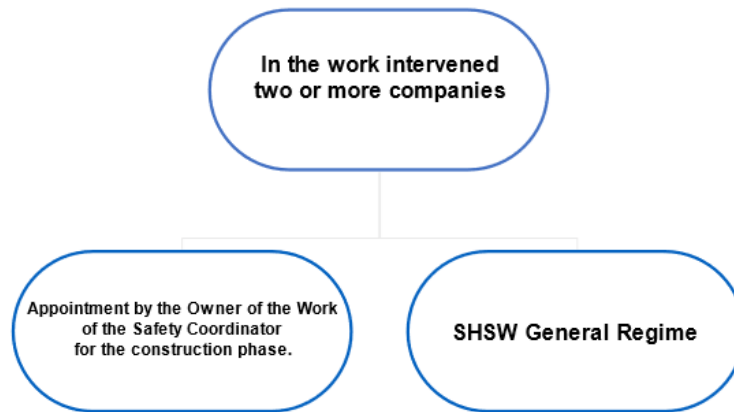 In the work intervened
two or more companies
Appointment by the Owner of the Work
of the Safety Coordinator
for the construction phase.
SHSW General Regime